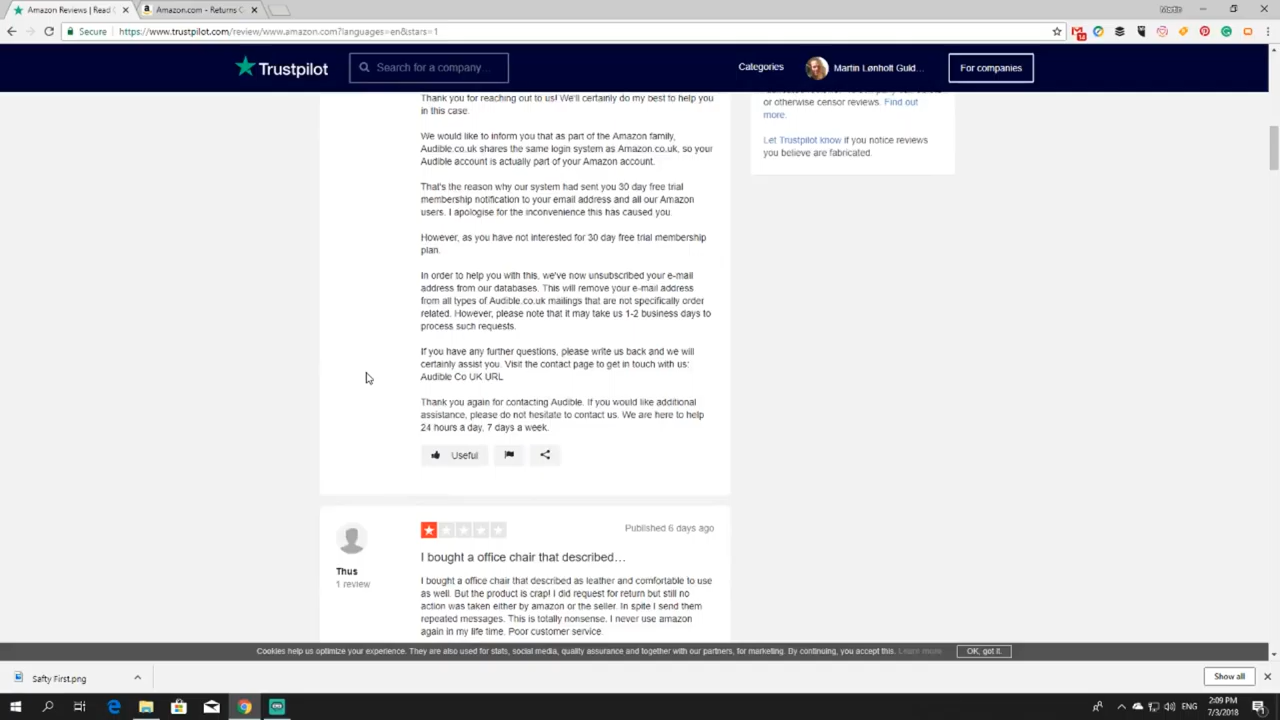 Amazon Reviews | Read
Amazon.com - Returns C
Martin
Secure
https://www.trustpilot.com/review/www.amazon.com?languages=en&stars=1
Trustpilot
Search for a company...
Categories
Martin Lønholt Guld...
For companies
Thank you for reaching out to us! We'll certainly do my best to help you
in this case.
We would like to inform you that as part of the Amazon family,
Audible.co.uk shares the same login system as Amazon.co.uk, so your
Audible account is actually part of your Amazon account.
That's the reason why our system had sent you 30 day free trial
membership notification to your email address and all our Amazon
users. I apologise for the inconvenience this has caused you.
However, as you have not interested for 30 day free trial membership
plan.
In order to help you with this, we've now unsubscribed your e-mail
address from our databases. This will remove your e-mail address
from all types of Audible.co.uk mailings that are not specifically order
related. However, please note that it may take us 1-2 business days to
process such requests.
If you have any further questions, please write us back and we will
certainly assist you. Visit the contact page to get in touch with us:
Audible Co UK URL
Thank you again for contacting Audible. If you would like additional
assistance, please do not hesitate to contact us. We are here to help
24 hours a day, 7 days a week.
Useful
or otherwise censor reviews. Find out
more.
Let Trustpilot know if you notice reviews
you believe are fabricated.
Thus
1 review
Published 6 days ago
I bought a office chair that described...
I bought a office chair that described as leather and comfortable to use
as well. But the product is crap! I did request for return but still no
action was taken either by amazon or the seller. In spite I send them
repeated messages. This is totally nonsense. I never use amazon
again in my life time. Poor customer service.
Cookies help us optimize your experience. They are also used for stats, social media, quality assurance and together with our partners, for marketing. By continuing, you accept this. Learn more. OK, got it.
Safty First.png
Show all
ENG
2:09 PM
7/3/2018